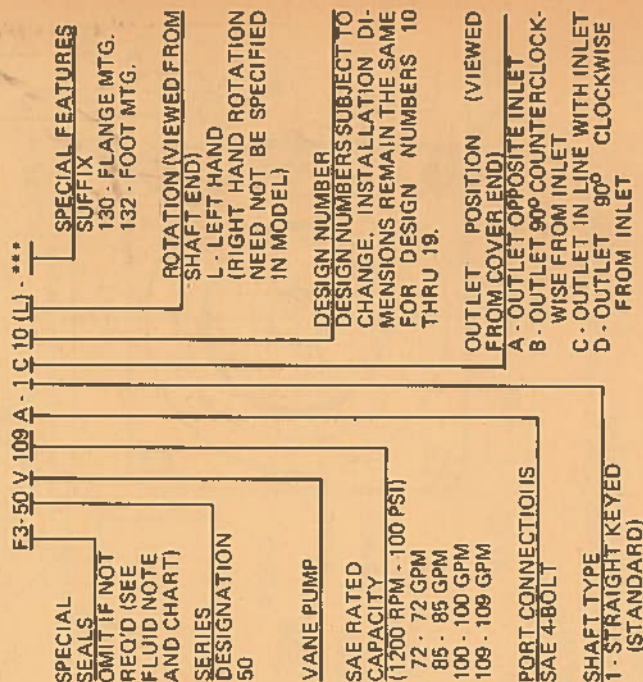 F3-50 V 109 A - 1 C 10 (L) - ***
SPECIAL
SEALS
OMIT IF NOT
REQ'D (SEE
FLUID NOTE
AND CHART)
SERIES
DESIGNATION
50
VANE PUMP
SAE RATED
CAPACITY
(1200 RPM - 100 PSI)
72 - 72 GPM
85 - 85 GPM
100 - 100 GPM
109 - 109 GPM
PORT CONNECTIONS
SAE 4-BOLT
SHAFT TYPE
1 - STRAIGHT KEYED
(STANDARD)
SPECIAL FEATURES
SUFFIX
130 - FLANGE MTG.
132 - FOOT MTG.
ROTATION (VIEWED FROM
SHAFT END)
L - LEFT HAND
(RIGHT HAND ROTATION
NEED NOT BE SPECIFIED
IN MODEL)
DESIGN NUMBER
DESIGN NUMBERS SUBJECT TO
CHANGE. INSTALLATION DI-
MENSIONS REMAIN THE SAME
FOR DESIGN NUMBERS 10
THRU 19.
OUTLET POSITION (VIEWED
FROM COVER END)
A - OUTLET OPPOSITE INLET
B - OUTLET 90º COUNTERCLOCK-
WISE FROM INLET
C - OUTLET IN LINE WITH INLET
D - OUTLET 90º CLOCKWISE
FROM INLET